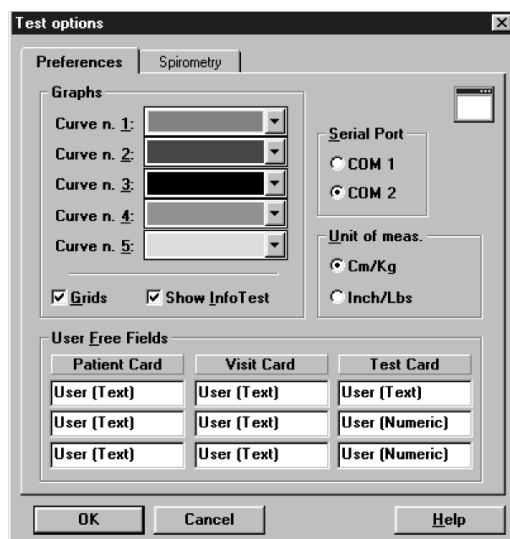 Test options
Preferences
Spirometry
Graphs
Curve n. 1:
Curve n. 2:
Curve n. 3:
Curve n. 4:
Curve n. 5:
Grids
Show InfoTest
Serial Port
COM 1
COM 2
Unit of meas.
Cm/Kg
Inch/Lbs
User Free Fields
Patient Card Visit Card Test Card
User (Text) User (Text) User (Text)
User (Text) User (Text) User (Numeric)
User (Text) User (Text) User (Numeric)
OK Cancel Help